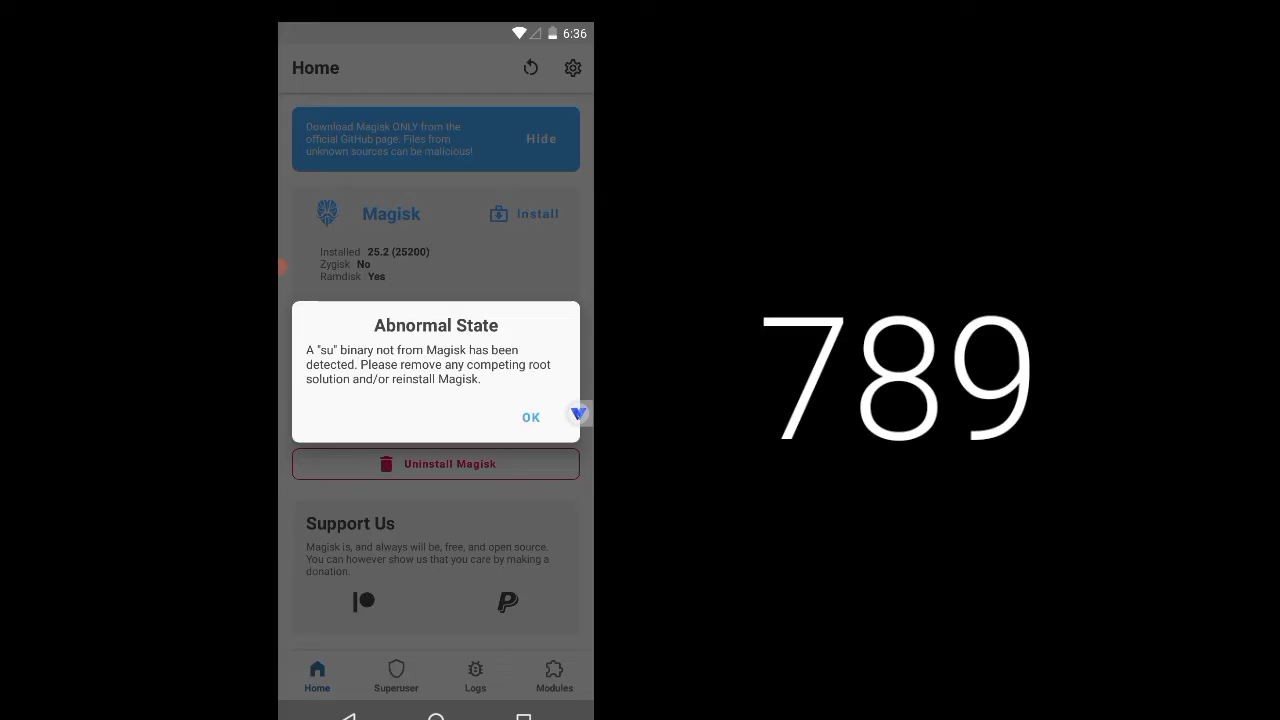 6:36
Home
Download Magisk ONLY from the
official GitHub page. Files from
unknown sources can be malicious!
Hide
Magisk
Install
Installed 25.2 (25200)
Zygisk No
Ramdisk Yes
Abnormal State
A "su" binary not from Magisk has been
detected. Please remove any competing root
solution and/or reinstall Magisk.
OK
Uninstall Magisk
Support Us
Magisk is, and always will be, free, and open source.
You can however show us that you care by making a
donation.
Home Superuser Logs Modules
789